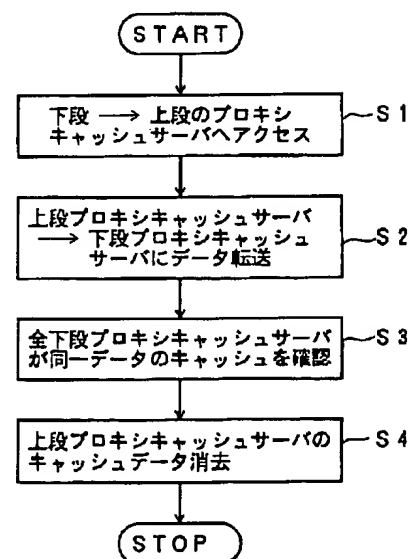 START
下段 → 上段のプロキシ
キャッシュサーバへアクセス
S1
上段プロキシキャッシュサーバ
→ 下段プロキシキャッシュ
サーバにデータ転送
S2
全下段プロキシキャッシュサーバ
が同一データのキャッシュを確認
S3
上段プロキシキャッシュサーバの
キャッシュデータ消去
S4
STOP